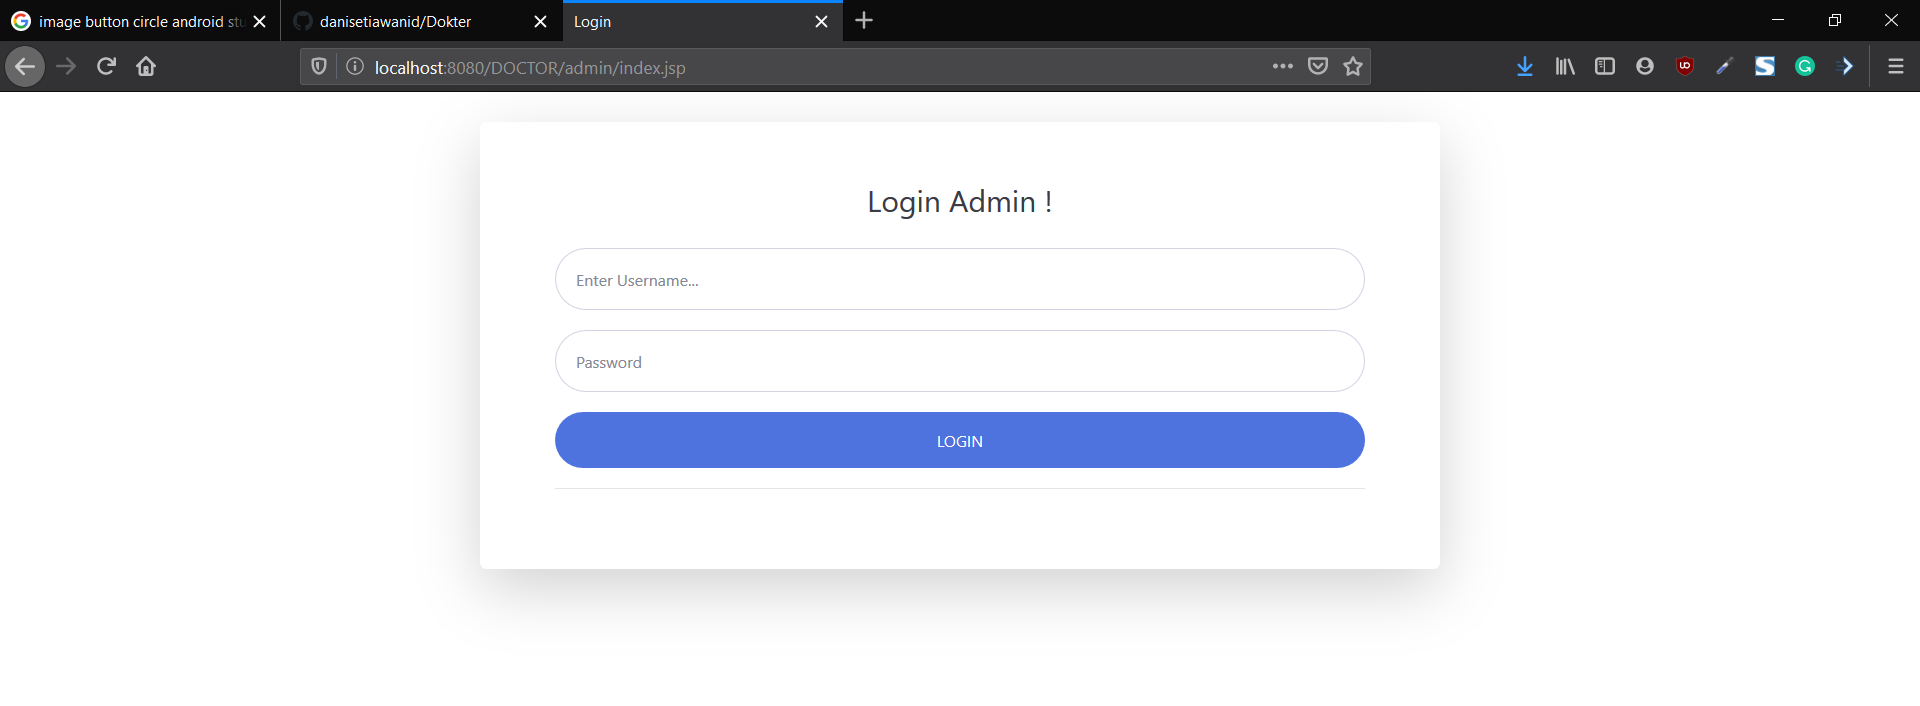 image button circle android stu
danisetiawanid/Dokter
Login
localhost:8080/DOCTOR/admin/index.jsp
Login Admin !
Enter Username...
Password
LOGIN